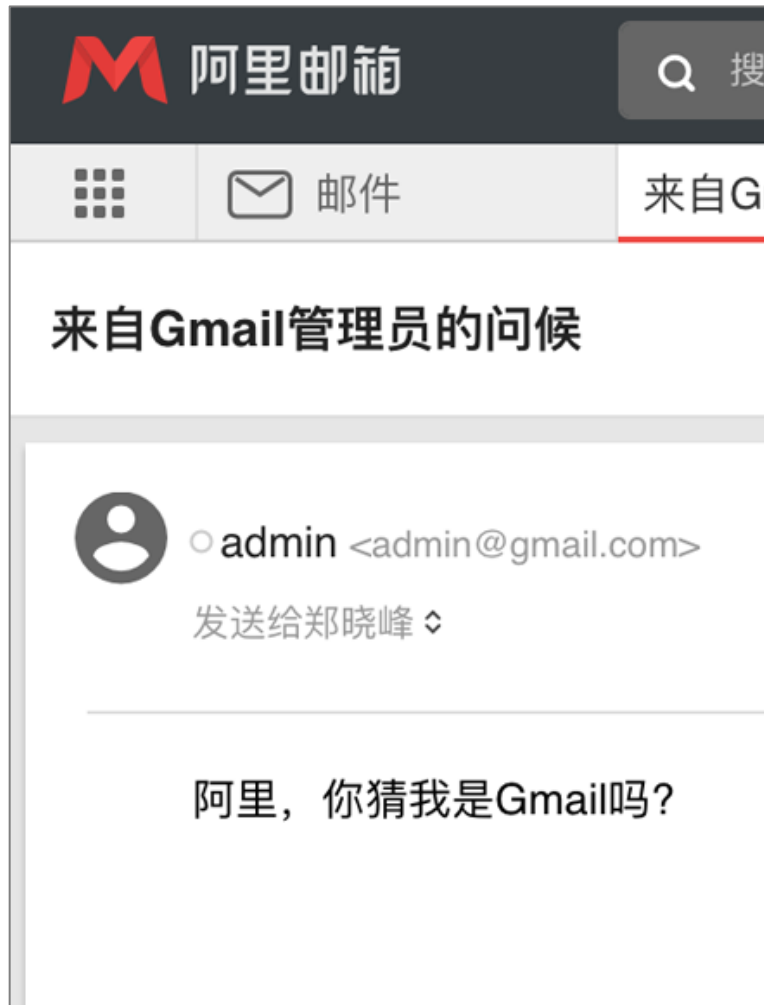 阿里邮箱
搜
邮件
来自G
来自Gmail管理员的问候
admin <admin@gmail.com>
发送给郑晓峰
阿里，你猜我是Gmail吗?